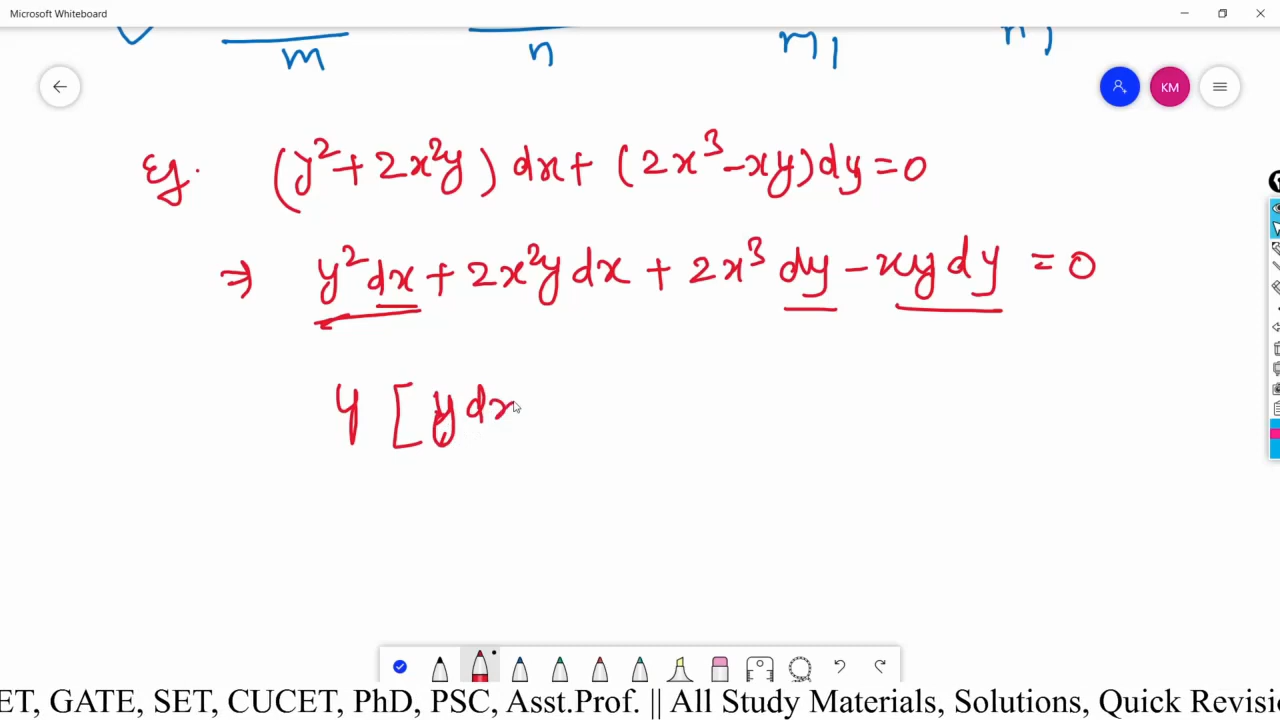 Microsoft Whiteboard
m n m₁ n₁
KM
Eg. (y² + 2x²y) dx + (2x³ - xy) dy = 0
⇒ y² dx + 2x²y dx + 2x³ dy - xy dy = 0
y [ y dx
ET, GATE, SET, CUCET, PhD, PSC, Asst.Prof. || All Study Materials, Solutions, Quick Revisi